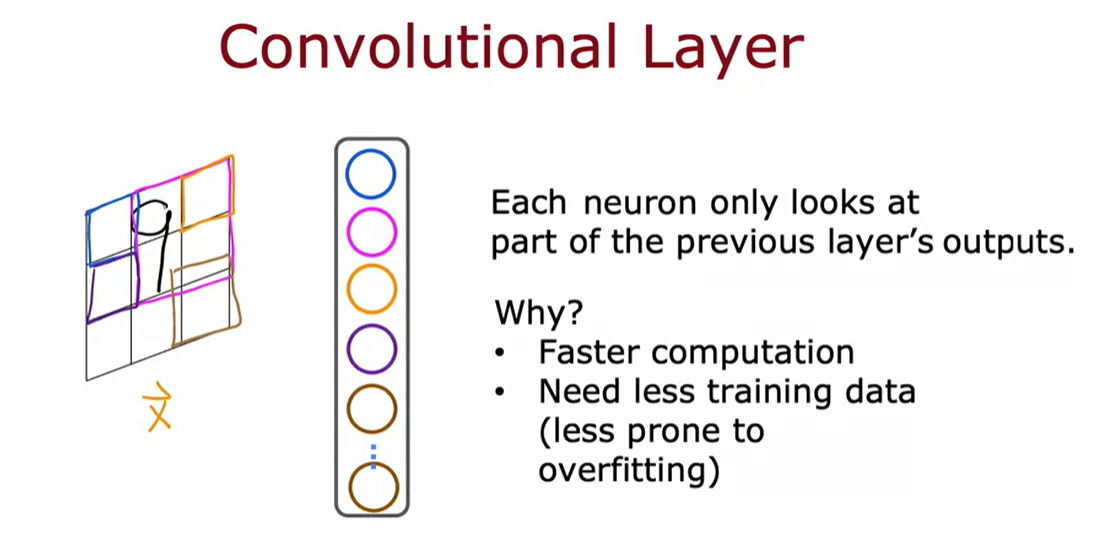 Convolutional Layer
9
x⃗
Each neuron only looks at
part of the previous layer's outputs.
Why?
• Faster computation
• Need less training data
(less prone to
overfitting)